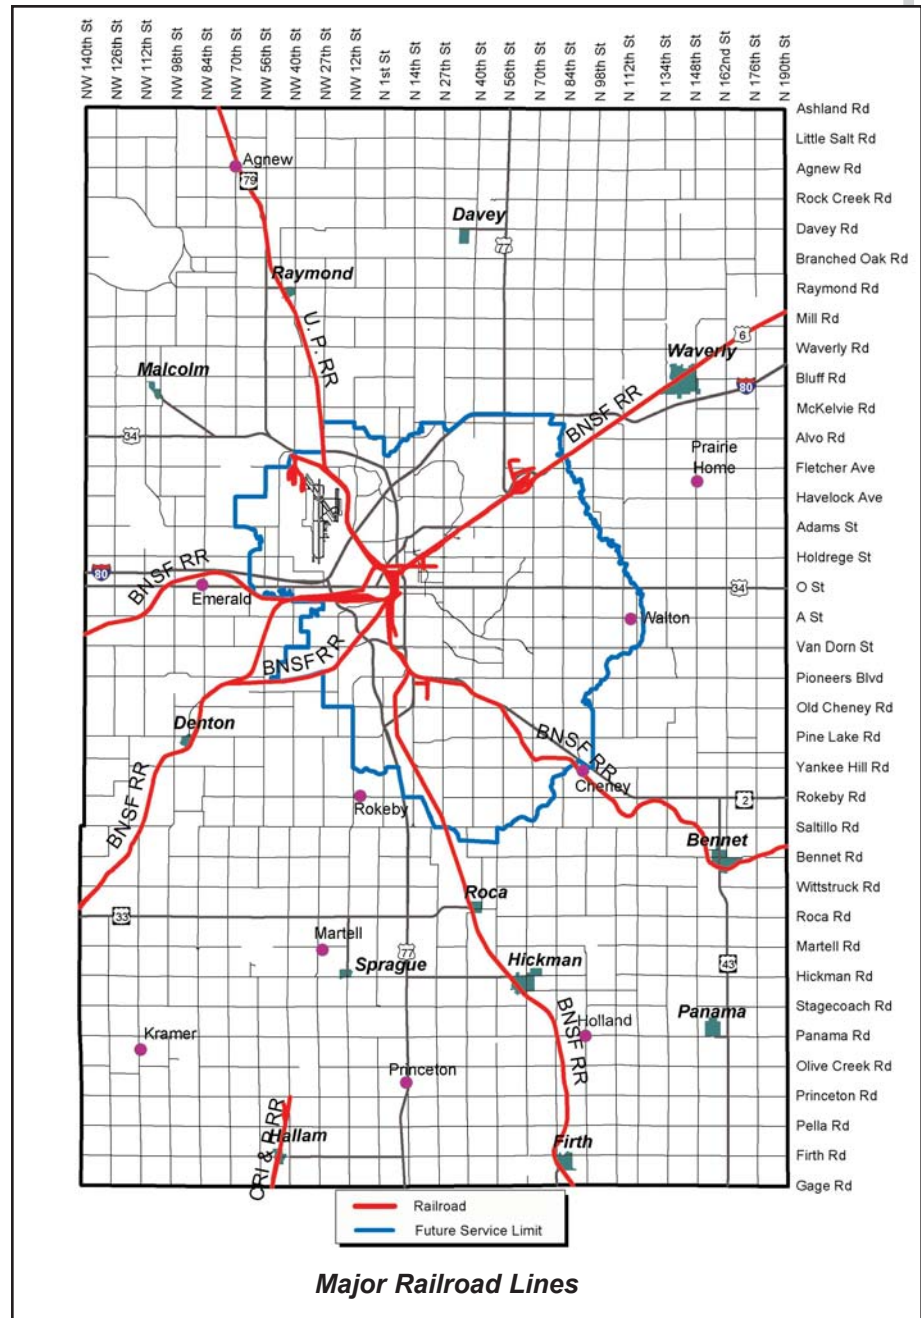 NW 140th St
NW 126th St
NW 112th St
NW 98th St
NW 84th St
NW 70th St
NW 56th St
NW 40th St
NW 27th St
NW 12th St
N 1st St
N 14th St
N 27th St
N 40th St
N 56th St
N 70th St
N 84th St
N 98th St
N 112th St
N 134th St
N 148th St
N 162nd St
N 176th St
N 190th St
Ashland Rd
Little Salt Rd
Agnew
Agnew Rd
79
Rock Creek Rd
Davey
Davey Rd
77
Branched Oak Rd
Raymond
Raymond Rd
U. P. RR
Mill Rd
6
Waverly
Waverly Rd
Malcolm
Bluff Rd
80
BNSF RR
McKelvie Rd
34
Alvo Rd
Prairie
Home
Fletcher Ave
Havelock Ave
Adams St
Holdrege St
80
BNSF RR
Emerald
34
O St
Walton
A St
Van Dorn St
BNSF RR
Pioneers Blvd
Old Cheney Rd
Denton
BNSF RR
Pine Lake Rd
Yankee Hill Rd
Cheney
BNSF RR
Rokeby
2
Rokeby Rd
Saltillo Rd
Bennet
Bennet Rd
Wittstruck Rd
Roca
33
Roca Rd
Martell
77
Martell Rd
Sprague
Hickman
43
Hickman Rd
Stagecoach Rd
Panama
Holland
BNSF RR
Kramer
Panama Rd
Olive Creek Rd
Princeton
Princeton Rd
CRI & P RR
Pella Rd
Hallam
Firth
Firth Rd
Gage Rd
Railroad
Future Service Limit
Major Railroad Lines